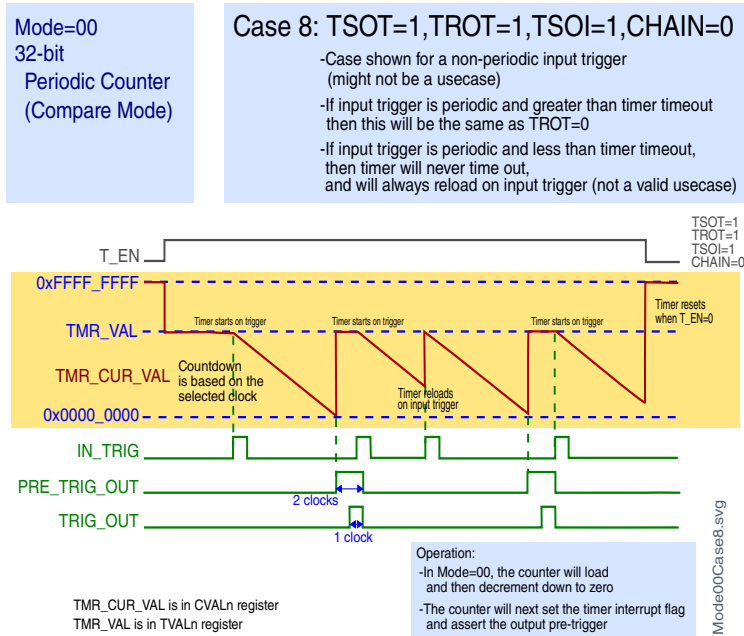 Mode=00
32-bit
Periodic Counter
(Compare Mode)
Case 8: TSOT=1,TROT=1,TSOI=1,CHAIN=0
-Case shown for a non-periodic input trigger
(might not be a usecase)
-If input trigger is periodic and greater than timer timeout
then this will be the same as TROT=0
-If input trigger is periodic and less than timer timeout,
then timer will never time out,
and will always reload on input trigger (not a valid usecase)
TSOT=1
TROT=1
TSOI=1
CHAIN=0
T_EN
0xFFFF_FFFF
Timer resets
when T_EN=0
Timer starts on trigger
Timer starts on trigger
Timer starts on trigger
TMR_VAL
TMR_CUR_VAL
Countdown
is based on the
selected clock
Timer reloads
on input trigger
0x0000_0000
IN_TRIG
PRE_TRIG_OUT
2 clocks
TRIG_OUT
1 clock
Operation:
-In Mode=00, the counter will load
and then decrement down to zero
-The counter will next set the timer interrupt flag
and assert the output pre-trigger
TMR_CUR_VAL is in CVALn register
TMR_VAL is in TVALn register
Mode00Case8.svg